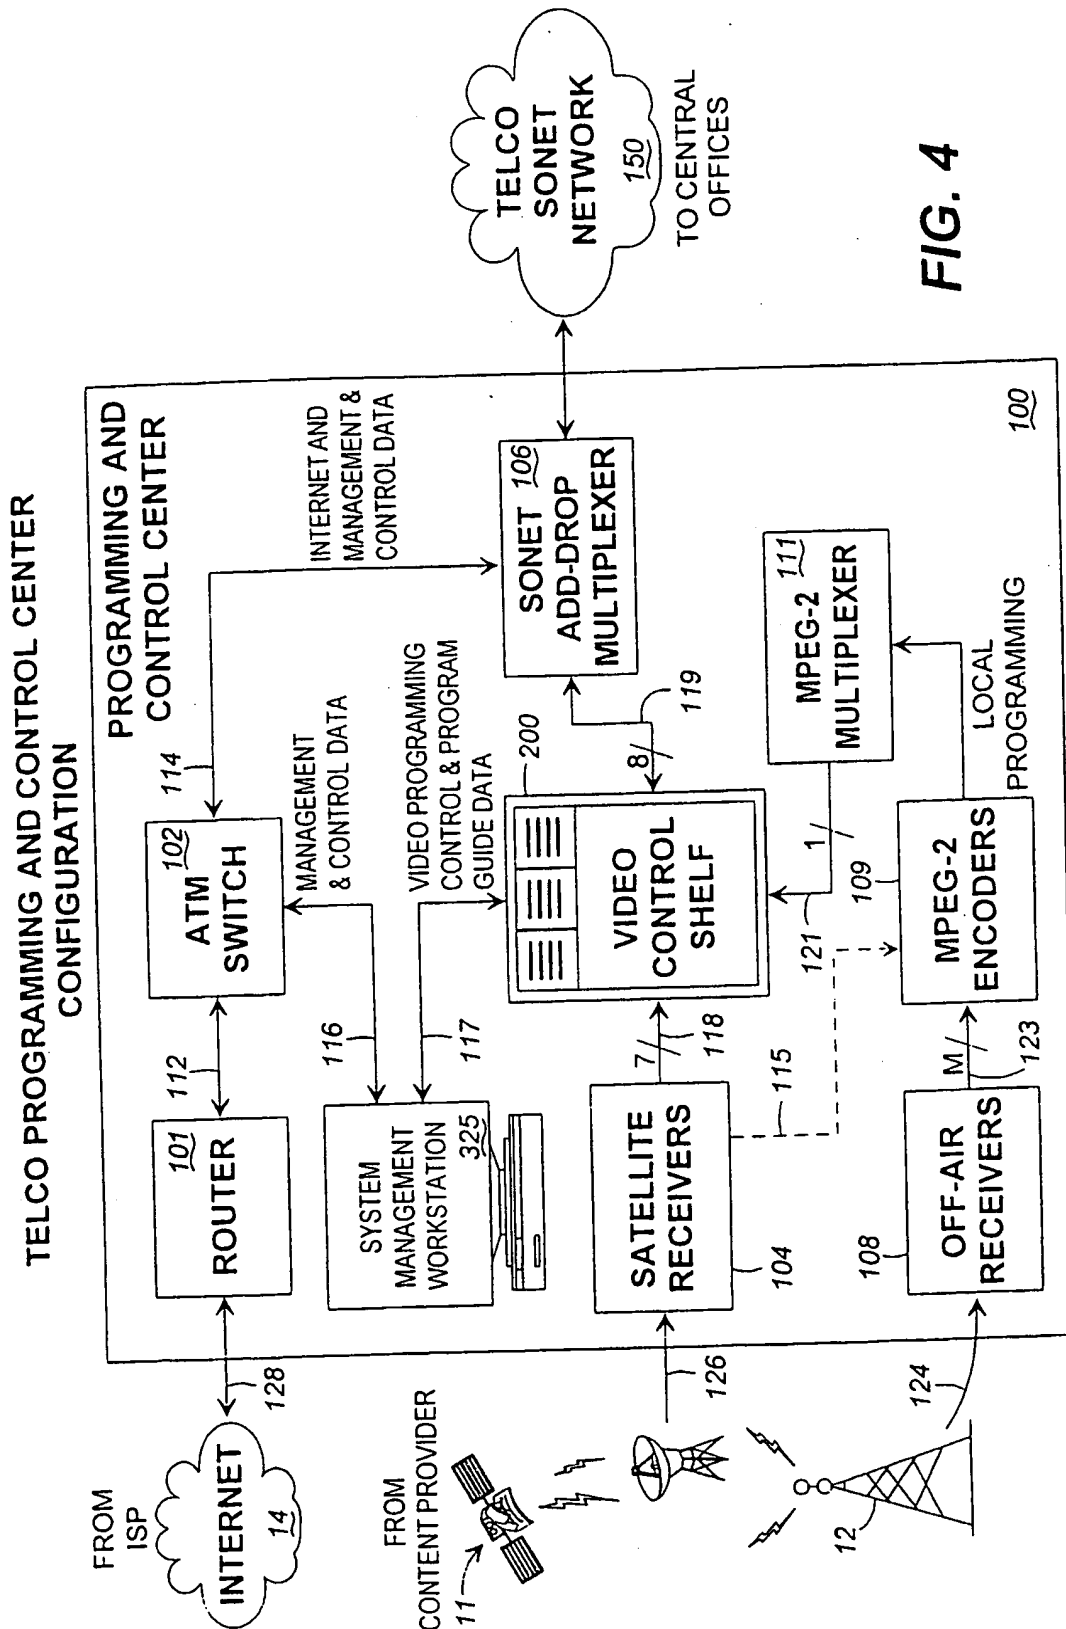 TELCO PROGRAMMING AND CONTROL CENTER
CONFIGURATION
PROGRAMMING AND
CONTROL CENTER
FROM
ISP
INTERNET
14
128
101
ROUTER
112
102
ATM
SWITCH
114
INTERNET AND
MANAGEMENT &
CONTROL DATA
MANAGEMENT
& CONTROL DATA
116
SYSTEM
MANAGEMENT
WORKSTATION
325
117
VIDEO PROGRAMMING
CONTROL & PROGRAM
GUIDE DATA
SONET
106
ADD-DROP
MULTIPLEXER
TELCO
SONET
NETWORK
150
TO CENTRAL
OFFICES
FROM
CONTENT PROVIDER
11
126
SATELLITE
RECEIVERS
104
7
118
200
VIDEO
CONTROL
SHELF
8
119
115
121
1
111
MPEG-2
MULTIPLEXER
12
124
108
OFF-AIR
RECEIVERS
M
123
109
MPEG-2
ENCODERS
LOCAL
PROGRAMMING
100
FIG. 4